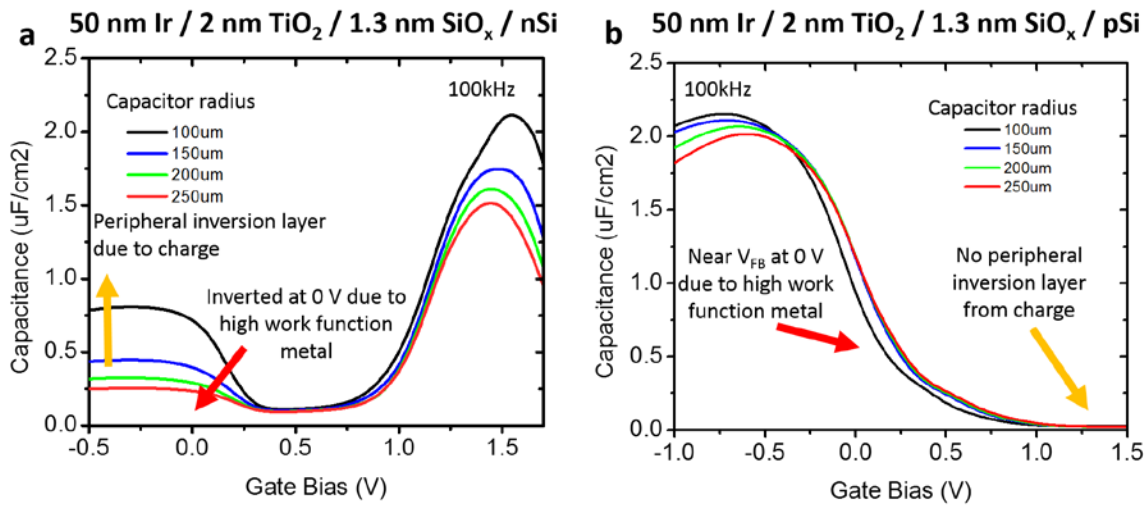 a 50 nm Ir / 2 nm TiO₂ / 1.3 nm SiOₓ / nSi
2.5
2.0
1.5
1.0
0.5
0.0
Capacitance (uF/cm2)
100kHz
Capacitor radius
100um
150um
200um
250um
Peripheral inversion layer
due to charge
Inverted at 0 V due to
high work function
metal
-0.5 0.0 0.5 1.0 1.5
Gate Bias (V)
b 50 nm Ir / 2 nm TiO₂ / 1.3 nm SiOₓ / pSi
2.5
2.0
1.5
1.0
0.5
0.0
Capacitance (uF/cm2)
100kHz
Capacitor radius
100um
150um
200um
250um
Near V_FB at 0 V
due to high work
function metal
No peripheral
inversion layer
from charge
-1.0 -0.5 0.0 0.5 1.0 1.5
Gate Bias (V)